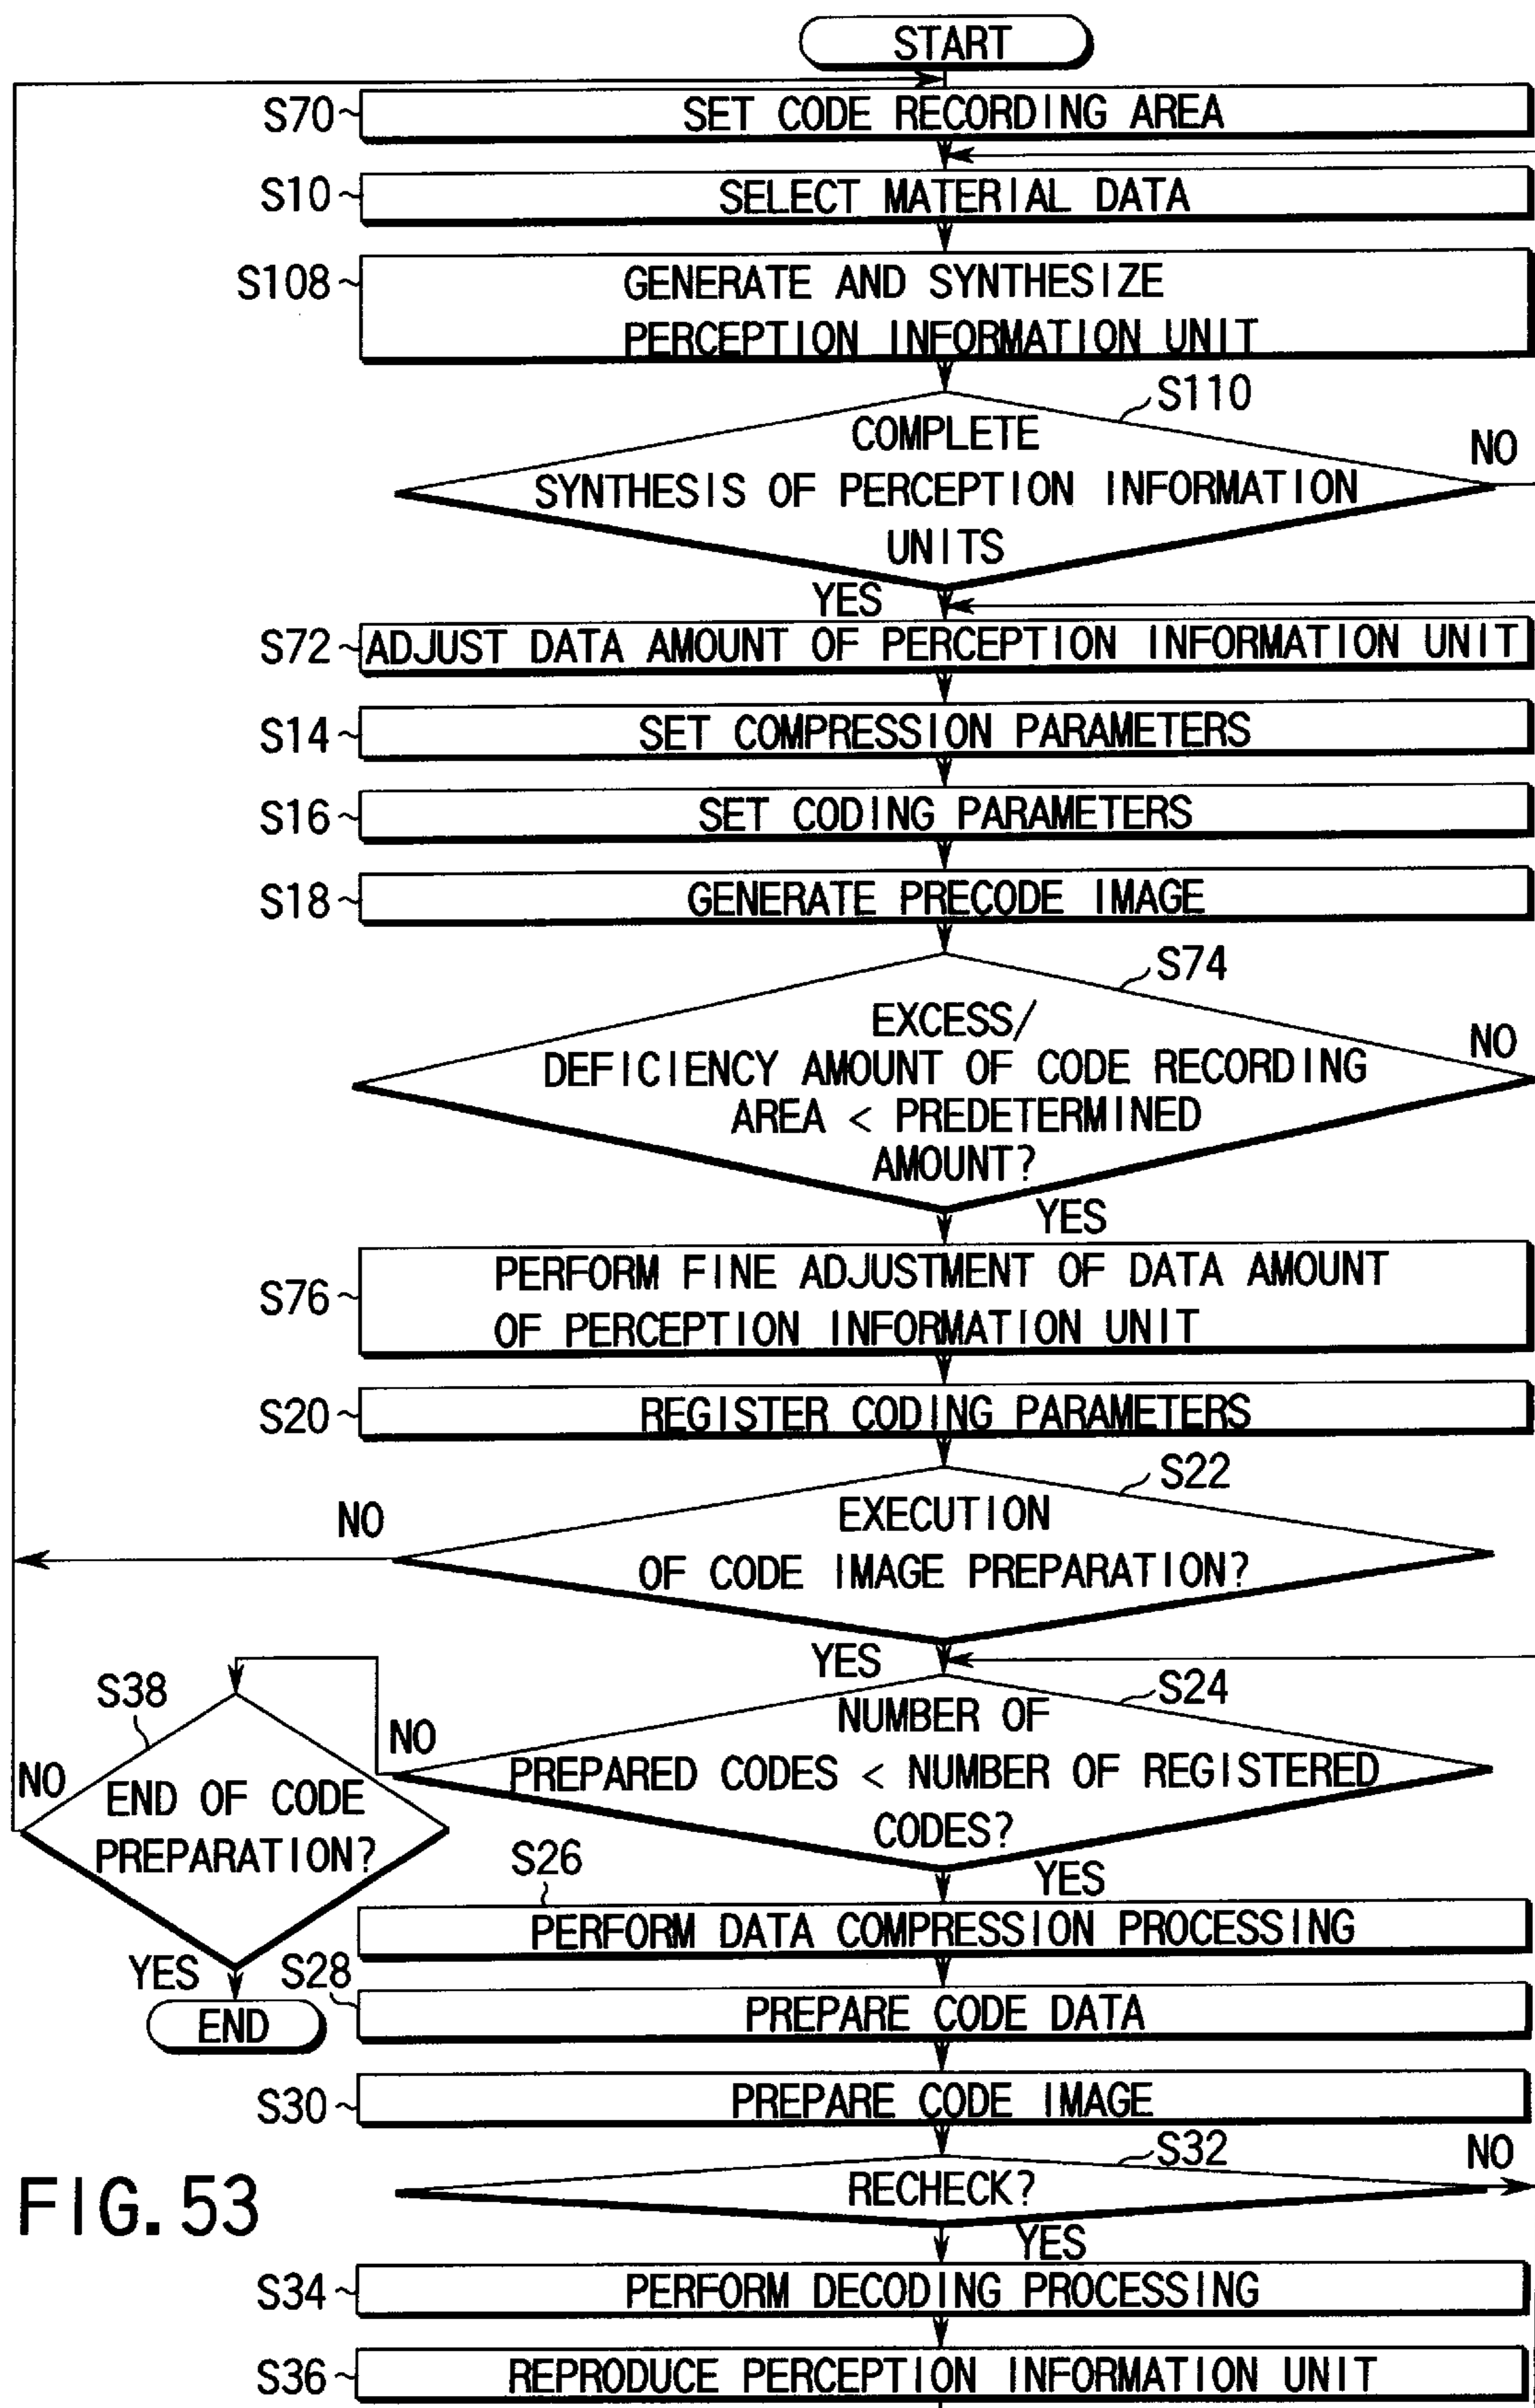 START
S70
SET CODE RECORDING AREA
S10
SELECT MATERIAL DATA
S108
GENERATE AND SYNTHESIZE
PERCEPTION INFORMATION UNIT
S110
COMPLETE
SYNTHESIS OF PERCEPTION INFORMATION
UNITS
NO
YES
S72
ADJUST DATA AMOUNT OF PERCEPTION INFORMATION UNIT
S14
SET COMPRESSION PARAMETERS
S16
SET CODING PARAMETERS
S18
GENERATE PRECODE IMAGE
S74
EXCESS/
DEFICIENCY AMOUNT OF CODE RECORDING
AREA < PREDETERMINED
AMOUNT?
NO
YES
S76
PERFORM FINE ADJUSTMENT OF DATA AMOUNT
OF PERCEPTION INFORMATION UNIT
S20
REGISTER CODING PARAMETERS
S22
EXECUTION
OF CODE IMAGE PREPARATION?
NO
YES
S24
NUMBER OF
PREPARED CODES < NUMBER OF REGISTERED
CODES?
NO
YES
S38
END OF CODE
PREPARATION?
NO
YES
END
S26
PERFORM DATA COMPRESSION PROCESSING
S28
PREPARE CODE DATA
S30
PREPARE CODE IMAGE
S32
RECHECK?
NO
YES
FIG. 53
S34
PERFORM DECODING PROCESSING
S36
REPRODUCE PERCEPTION INFORMATION UNIT